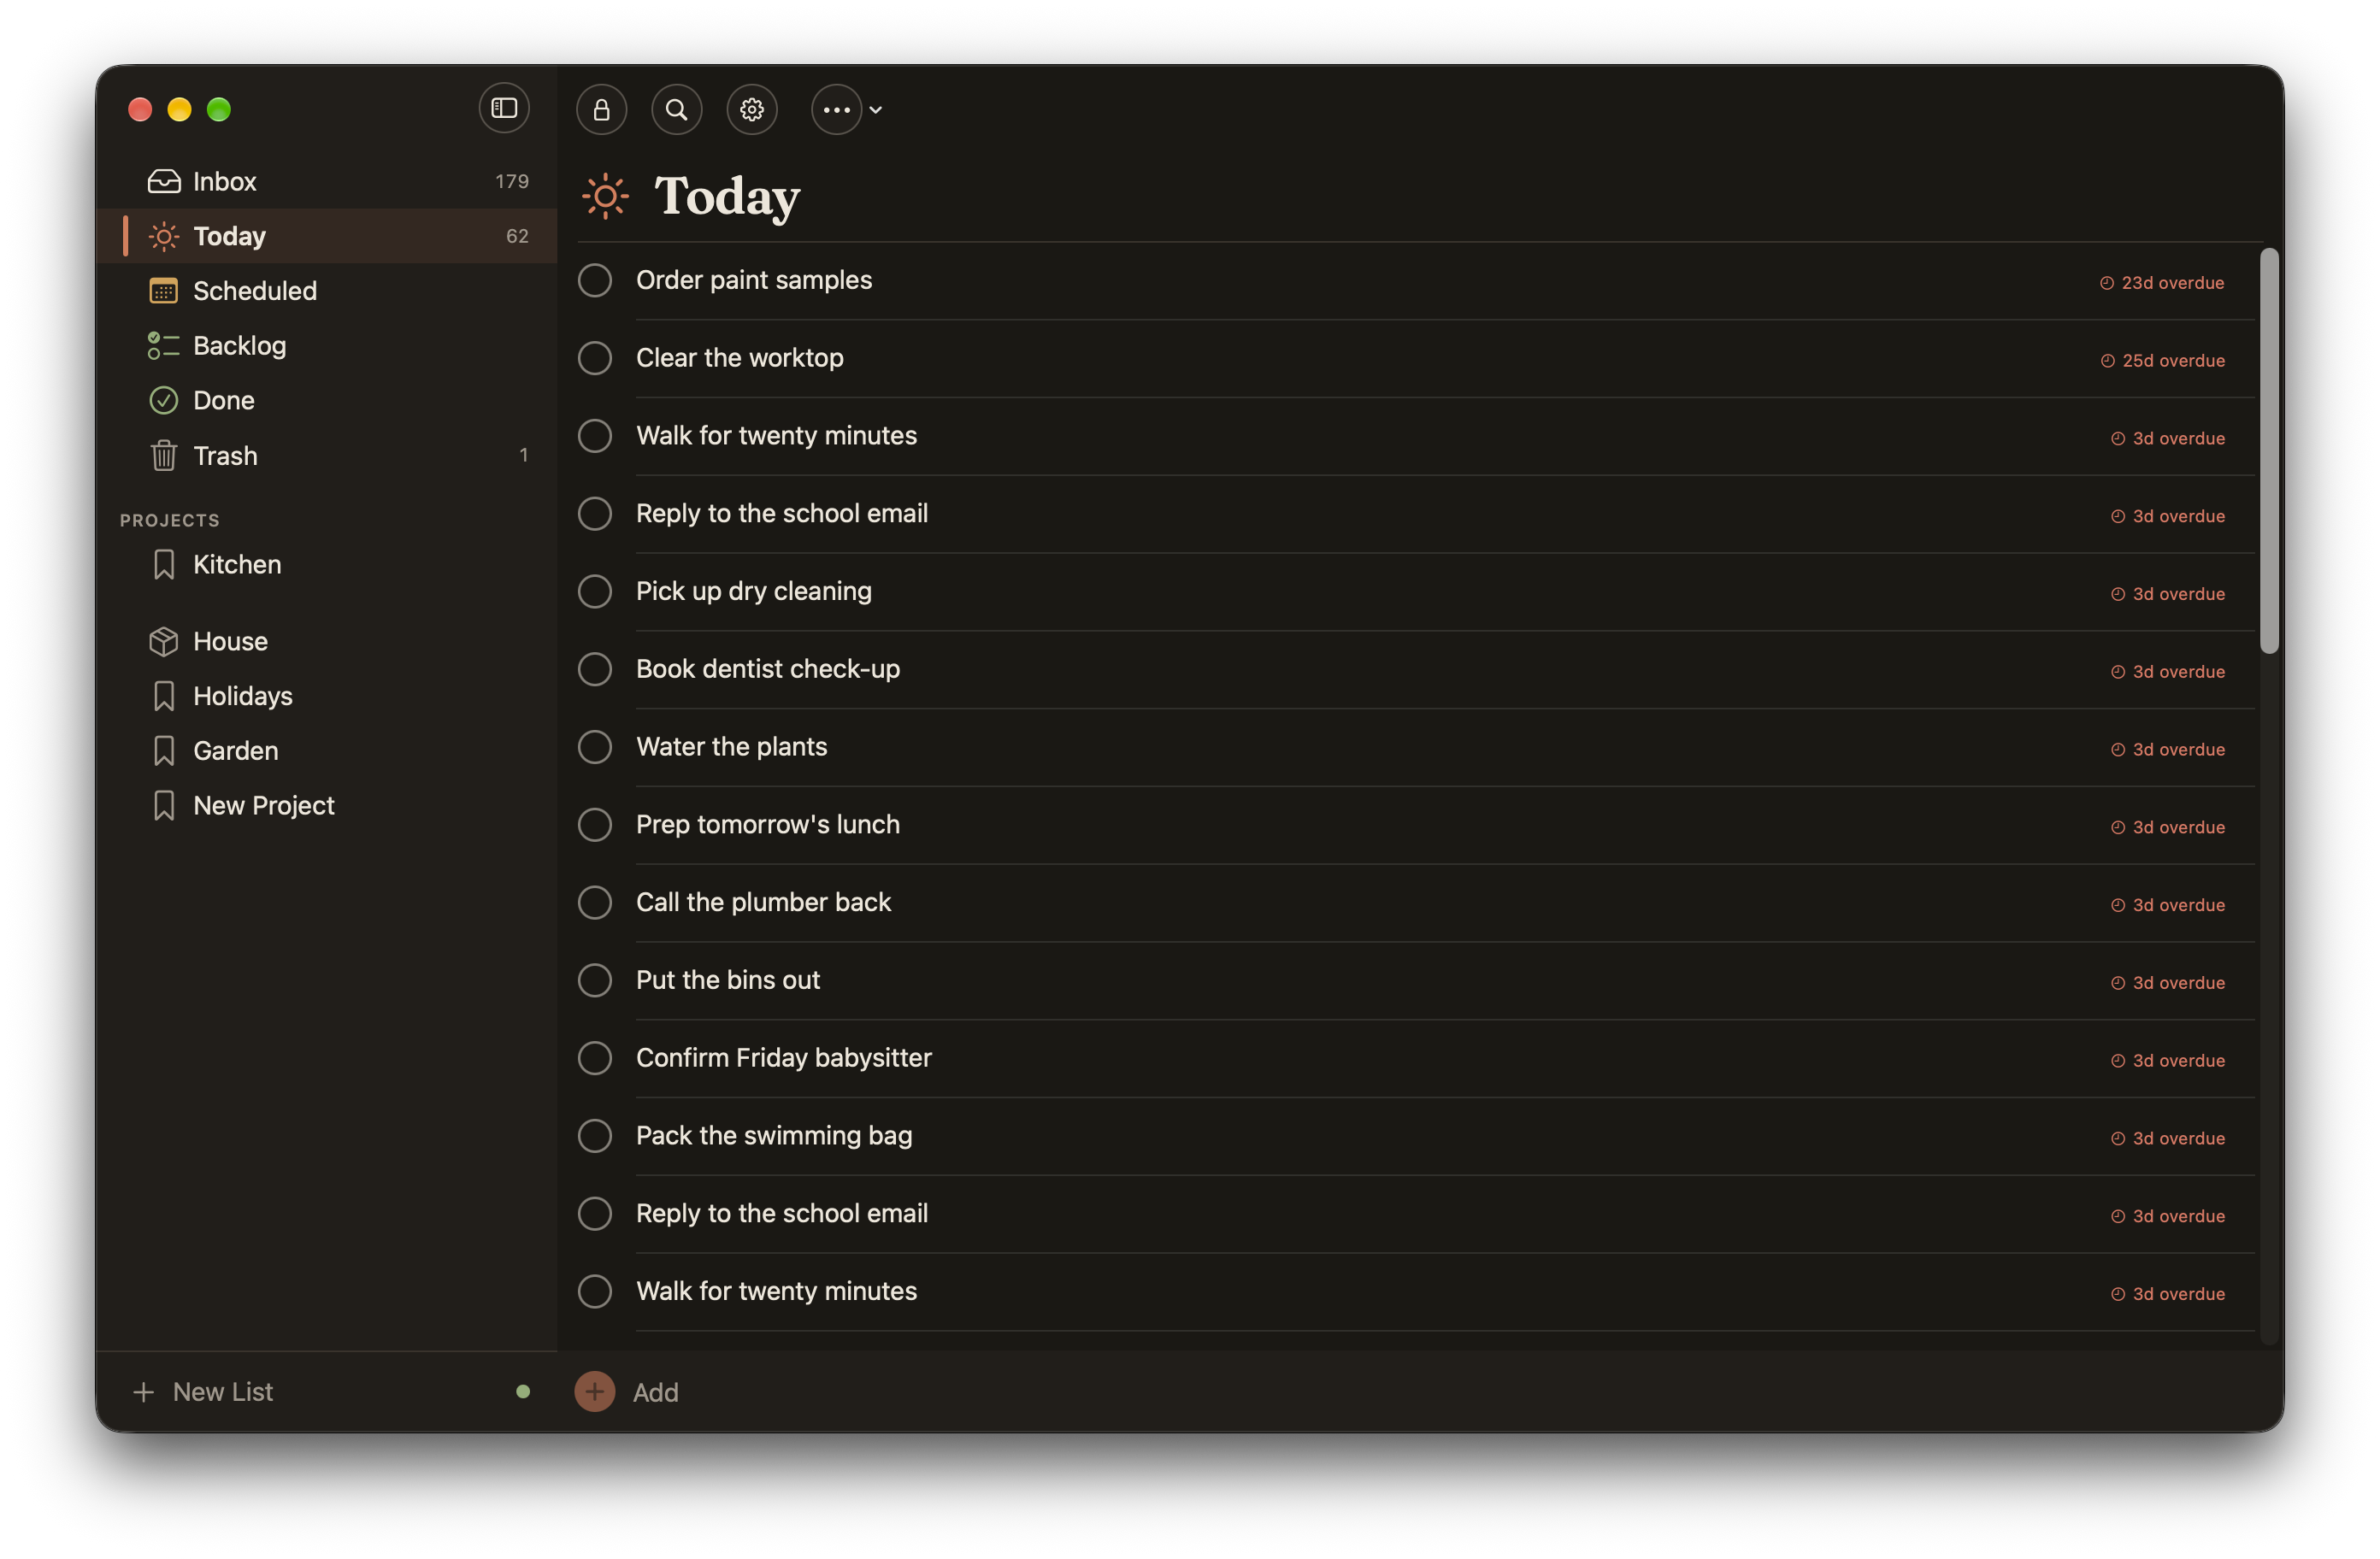 Inbox 179
Today 62
Scheduled
Backlog
Done
Trash 1
PROJECTS
Kitchen
House
Holidays
Garden
New Project
New List
Today
Order paint samples 23d overdue
Clear the worktop 25d overdue
Walk for twenty minutes 3d overdue
Reply to the school email 3d overdue
Pick up dry cleaning 3d overdue
Book dentist check-up 3d overdue
Water the plants 3d overdue
Prep tomorrow's lunch 3d overdue
Call the plumber back 3d overdue
Put the bins out 3d overdue
Confirm Friday babysitter 3d overdue
Pack the swimming bag 3d overdue
Reply to the school email 3d overdue
Walk for twenty minutes 3d overdue
Add